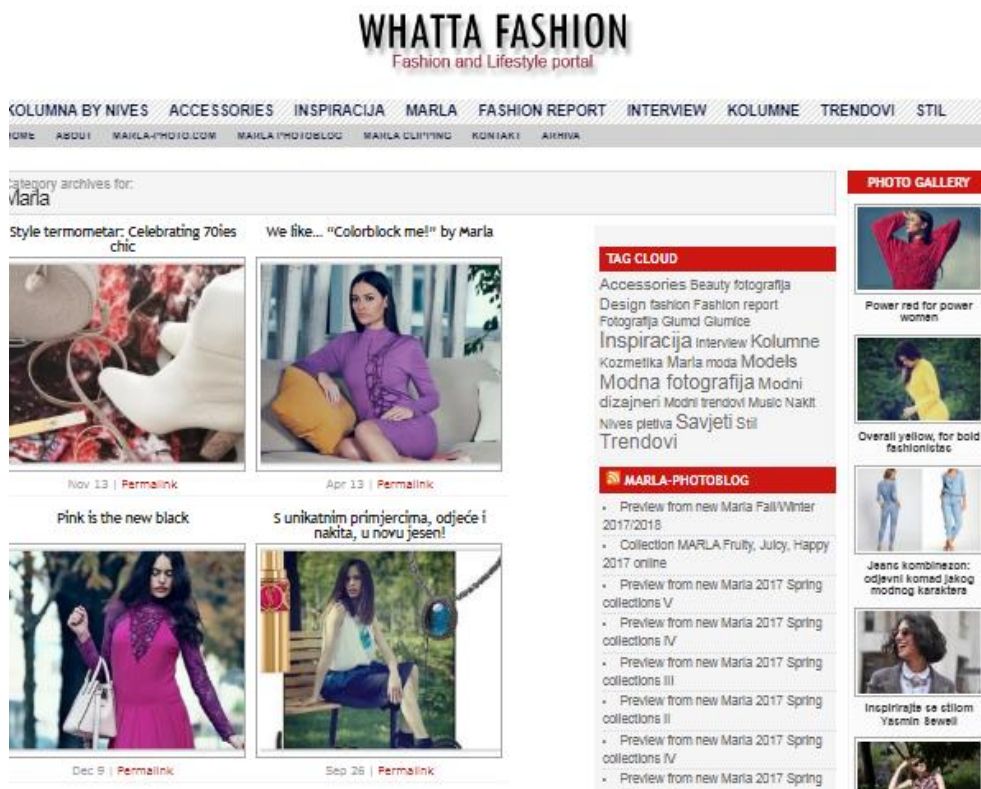 WHATTA FASHION
Fashion and Lifestyle portal
KOLUMNA BY NIVES ACCESSORIES INSPIRACIJA MARLA FASHION REPORT INTERVIEW KOLUMNE TRENDOVI STIL
HOME ABOUT MARLA-PHOTO.COM MARLA PHOTOBLOG MARLA CLIPPING KONTAKT ARHIVA
Category archives for:
Marla
Style termometar: Celebrating 70ies
chic
Nov 13 | Permalink
We like... "Colorblock me!" by Marla
Apr 13 | Permalink
Pink is the new black
Dec 9 | Permalink
S unikatnim primjercima, odjeće i
nakita, u novu jesen!
Sep 26 | Permalink
TAG CLOUD
Accessories Beauty fotografija
Design fashion Fashion report
Fotografija Glumci Glumice
Inspiracija Interview Kolumne
Kozmetika Marla moda Models
Modna fotografija Modni
dizajneri Modni trendovi Music Nakit
Nives pletiva Savjeti Stil
Trendovi
MARLA-PHOTOBLOG
Preview from new Marla Fall/Winter
2017/2018
Collection MARLA Fruity, Juicy, Happy
2017 online
Preview from new Marla 2017 Spring
collections V
Preview from new Marla 2017 Spring
collections IV
Preview from new Marla 2017 Spring
collections III
Preview from new Marla 2017 Spring
collections II
Preview from new Marla 2017 Spring
collections IV
Preview from new Marla 2017 Spring
PHOTO GALLERY
Power red for power
women
Overall yellow, for bold
fashionistas
Jeans kombinezon:
odjevni komad jakog
modnog karaktera
Inspirirajte se stilom
Yasmin Sewell